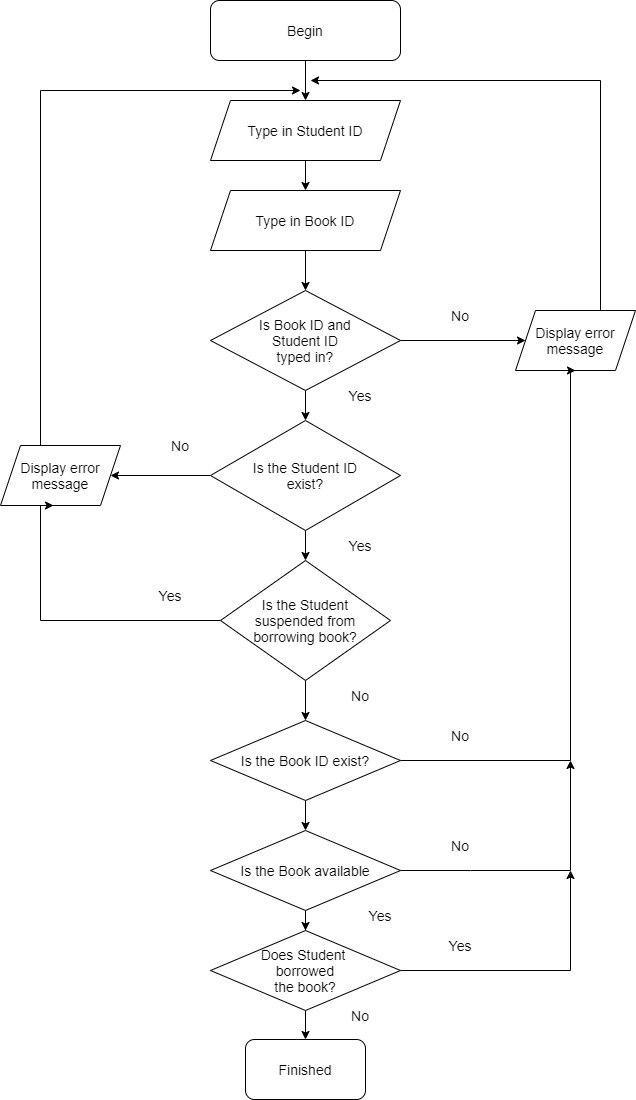 Begin
Type in Student ID
Type in Book ID
Is Book ID and
Student ID
typed in?
No
Display error
message
Yes
No
Is the Student ID
exist?
Display error
message
Yes
Yes
Is the Student
suspended from
borrowing book?
No
No
Is the Book ID exist?
No
Is the Book available
Yes
Yes
Does Student
borrowed
the book?
No
Finished